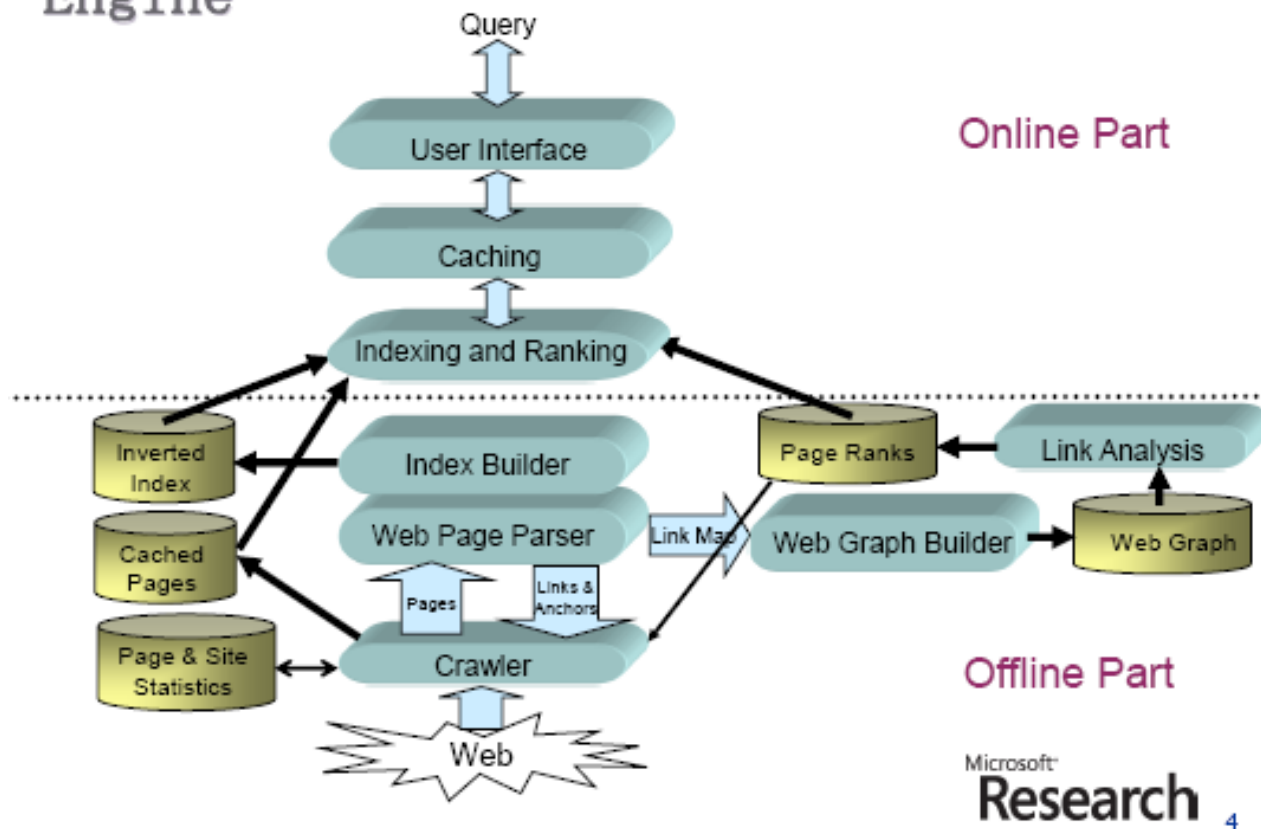 Engine
Query
Online Part
User Interface
Caching
Indexing and Ranking
Inverted
Index
Index Builder
Page Ranks
Link Analysis
Cached
Pages
Web Page Parser
Link Map
Web Graph Builder
Web Graph
Pages
Links &
Anchors
Page & Site
Statistics
Crawler
Offline Part
Web
Microsoft
Research
4